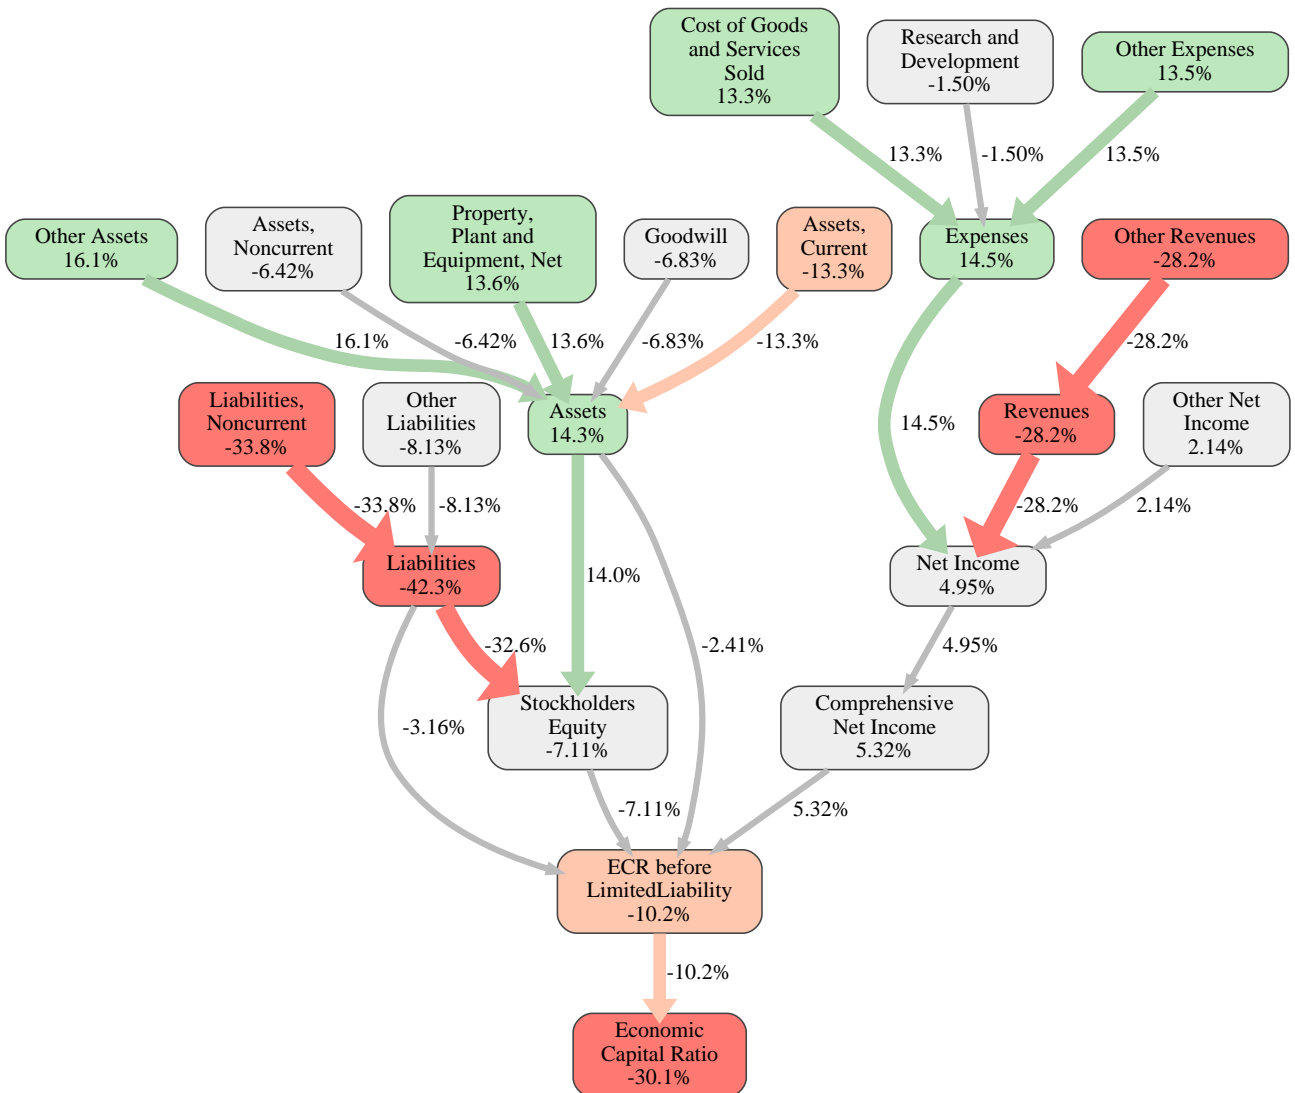 Cost of Goods
and Services
Sold
13.3%
Research and
Development
-1.50%
Other Expenses
13.5%
13.3%
-1.50%
13.5%
Other Assets
16.1%
Assets,
Noncurrent
-6.42%
Property,
Plant and
Equipment, Net
13.6%
Goodwill
-6.83%
Assets,
Current
-13.3%
Expenses
14.5%
Other Revenues
-28.2%
16.1%
-6.42%
13.6%
-6.83%
-13.3%
-28.2%
Liabilities,
Noncurrent
-33.8%
Other
Liabilities
-8.13%
Assets
14.3%
14.5%
Revenues
-28.2%
Other Net
Income
2.14%
-33.8%
-8.13%
-28.2%
2.14%
Liabilities
-42.3%
14.0%
Net Income
4.95%
-32.6%
-2.41%
4.95%
-3.16%
Stockholders
Equity
-7.11%
Comprehensive
Net Income
5.32%
-7.11%
5.32%
ECR before
LimitedLiability
-10.2%
-10.2%
Economic
Capital Ratio
-30.1%